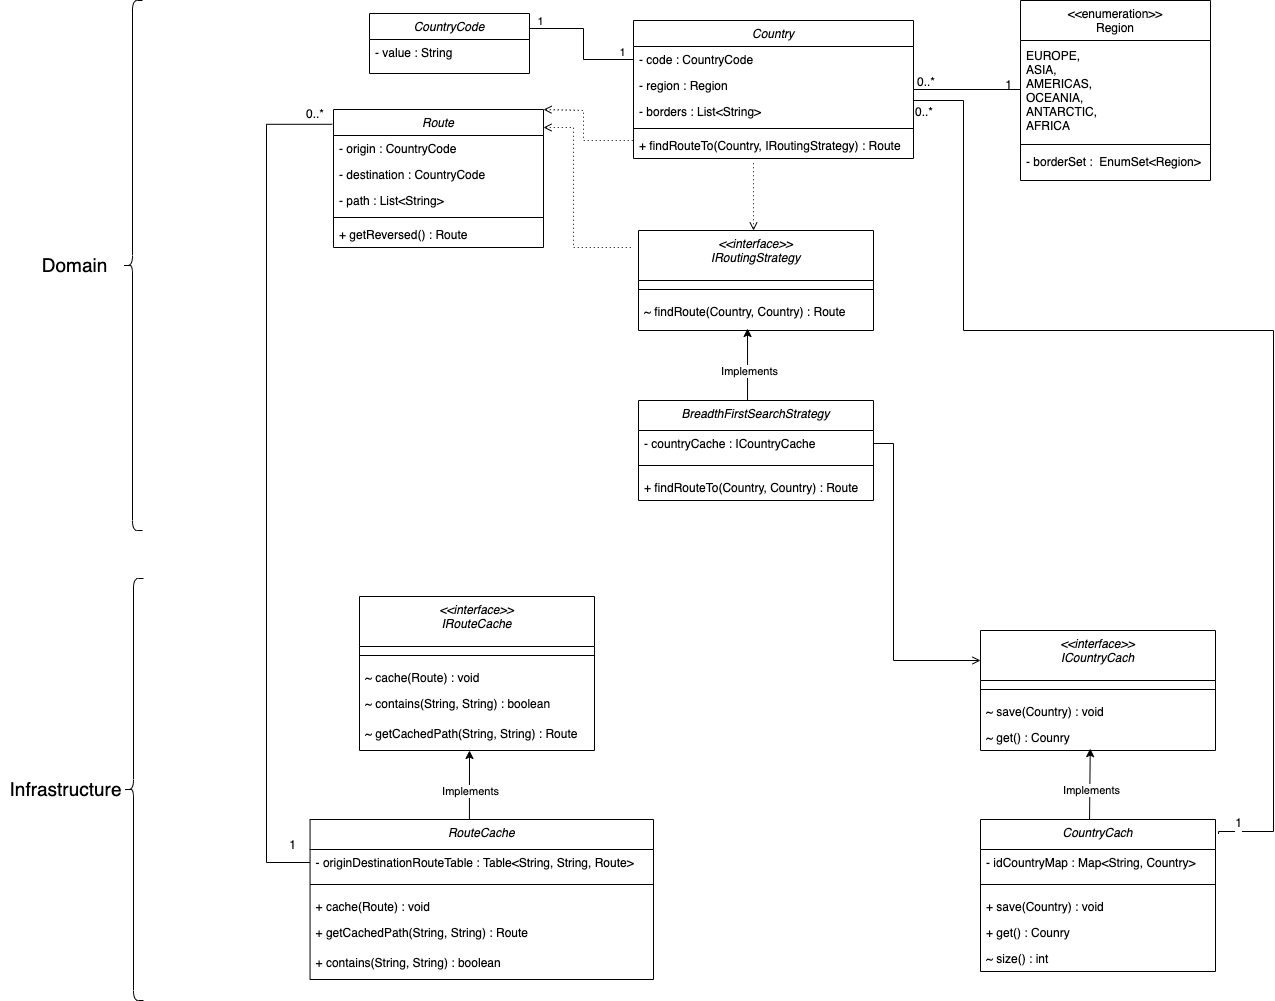 CountryCode
- value : String
1
1
Country
- code : CountryCode
- region : Region
- borders : List<String>
+ findRouteTo(Country, IRoutingStrategy) : Route
0..*
1
0..*
<<enumeration>>
Region
EUROPE,
ASIA,
AMERICAS,
OCEANIA,
ANTARCTIC,
AFRICA
- borderSet :  EnumSet<Region>
0..*
Route
- origin : CountryCode
- destination : CountryCode
- path : List<String>
+ getReversed() : Route
Domain
<<interface>>
IRoutingStrategy
~ findRoute(Country, Country) : Route
Implements
BreadthFirstSearchStrategy
- countryCache : ICountryCache
+ findRouteTo(Country, Country) : Route
<<interface>>
IRouteCache
~ cache(Route) : void
~ contains(String, String) : boolean
~ getCachedPath(String, String) : Route
<<interface>>
ICountryCach
~ save(Country) : void
~ get() : Counry
Infrastructure
Implements
Implements
1
RouteCache
- originDestinationRouteTable : Table<String, String, Route>
+ cache(Route) : void
+ getCachedPath(String, String) : Route
+ contains(String, String) : boolean
1
CountryCach
- idCountryMap : Map<String, Country>
+ save(Country) : void
+ get() : Counry
~ size() : int